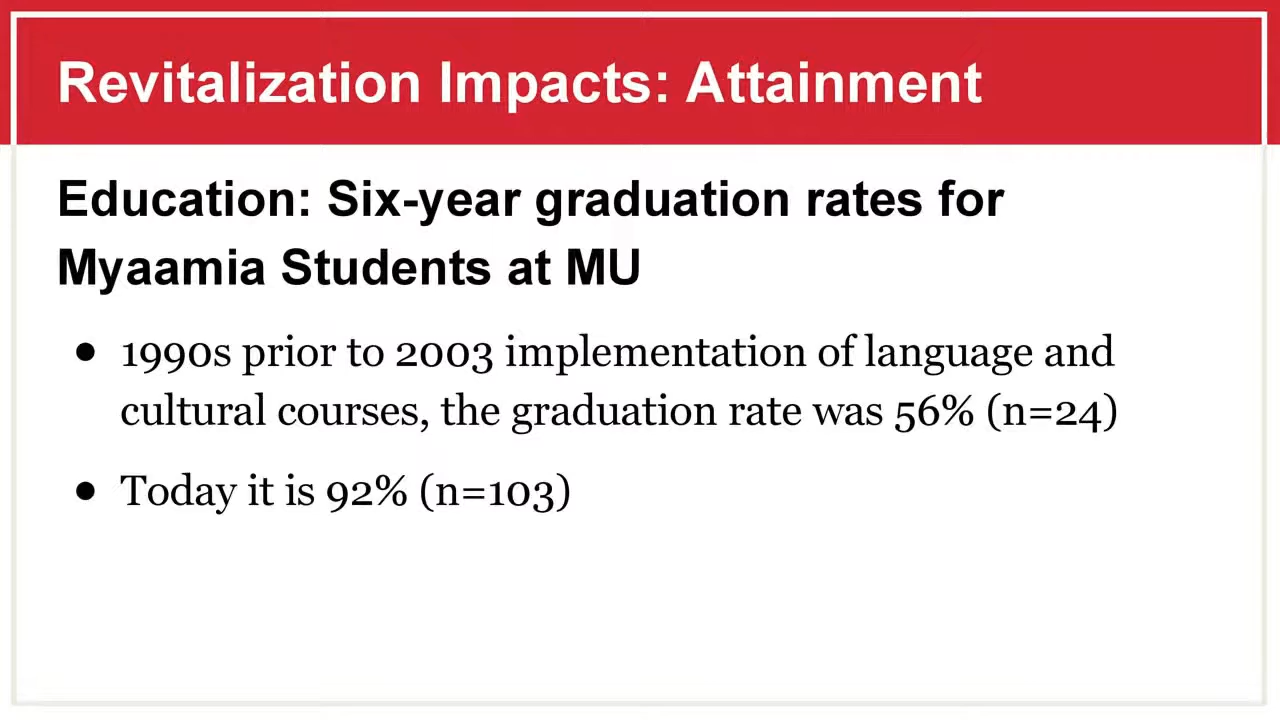 Revitalization Impacts: Attainment
Education: Six-year graduation rates for
Myaamia Students at MU
● 1990s prior to 2003 implementation of language and
cultural courses, the graduation rate was 56% (n=24)
● Today it is 92% (n=103)